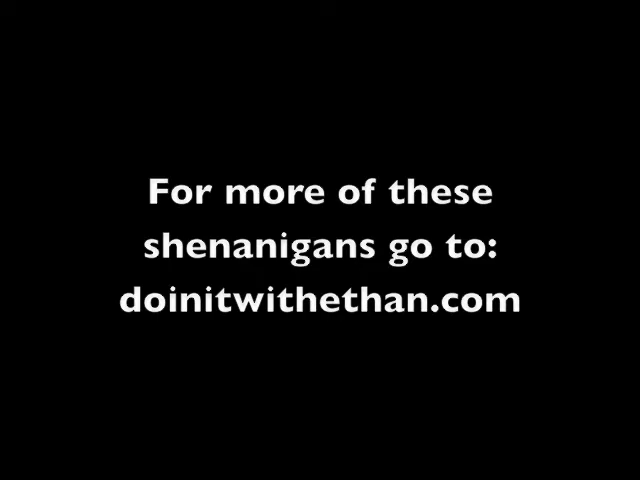 For more of these
shenanigans go to:
doinitwithethan.com